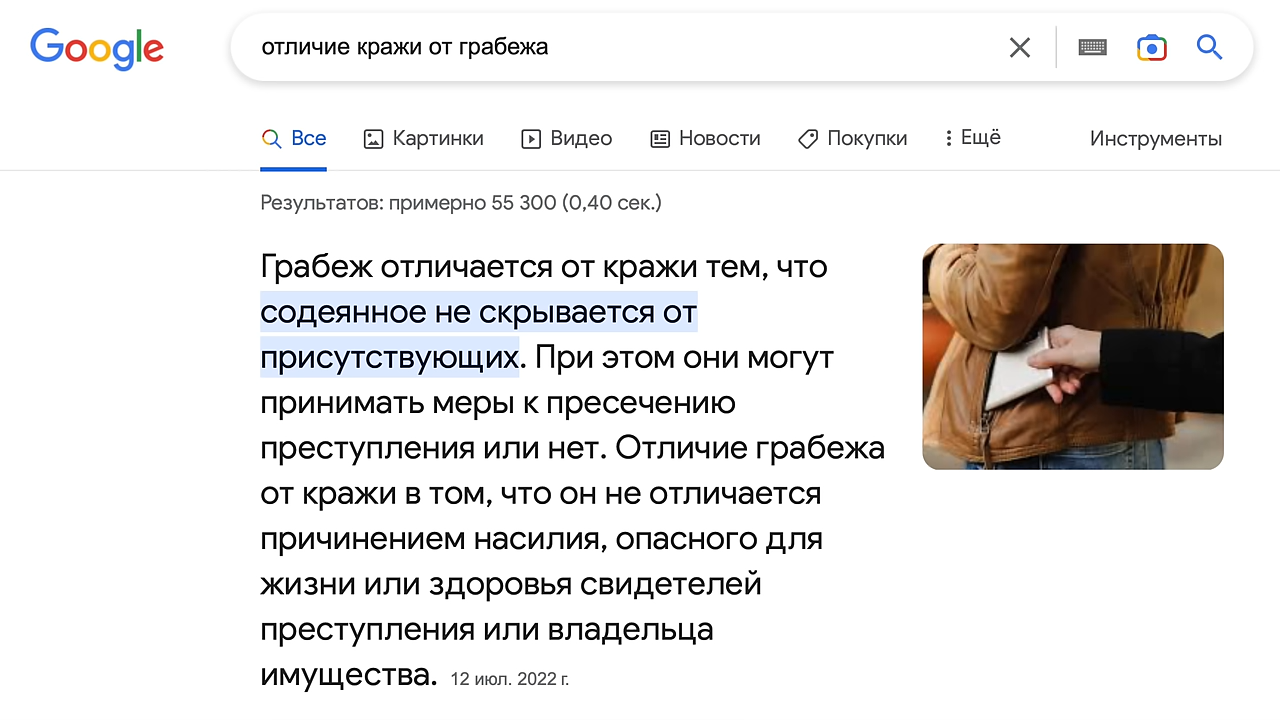 Google
отличие кражи от грабежа
Все Картинки Видео Новости Покупки Ещё Инструменты
Результатов: примерно 55 300 (0,40 сек.)
Грабеж отличается от кражи тем, что
содеянное не скрывается от
присутствующих. При этом они могут
принимать меры к пресечению
преступления или нет. Отличие грабежа
от кражи в том, что он не отличается
причинением насилия, опасного для
жизни или здоровья свидетелей
преступления или владельца
имущества. 12 июл. 2022 г.